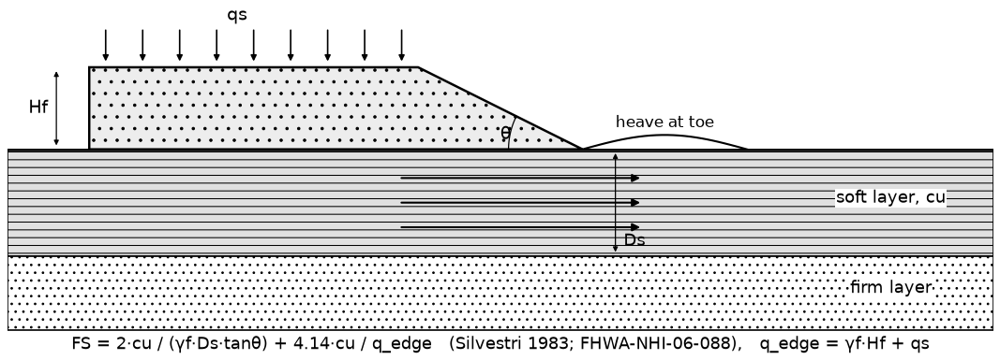 qs
Hf
θ
heave at toe
soft layer, cu
Ds
firm layer
FS = 2·cu / (γf·Ds·tanθ) + 4.14·cu / q_edge (Silvestri 1983; FHWA-NHI-06-088), q_edge = γf·Hf + qs